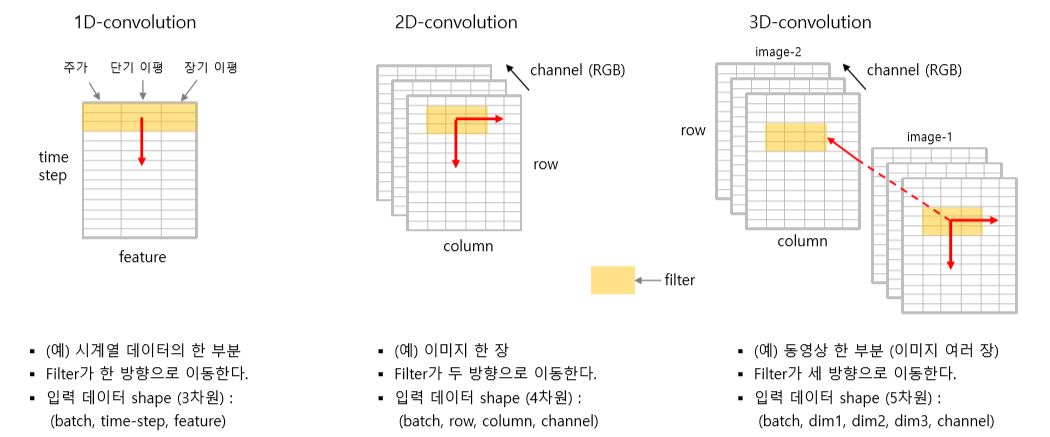 1D-convolution
주가 단기 이평 장기 이평
time
step
feature
2D-convolution
channel (RGB)
row
column
3D-convolution
image-2
channel (RGB)
row
image-1
column
filter
▪ (예) 시계열 데이터의 한 부분
▪ Filter가 한 방향으로 이동한다.
▪ 입력 데이터 shape (3차원) :
(batch, time-step, feature)
▪ (예) 이미지 한 장
▪ Filter가 두 방향으로 이동한다.
▪ 입력 데이터 shape (4차원) :
(batch, row, column, channel)
▪ (예) 동영상 한 부분 (이미지 여러 장)
▪ Filter가 세 방향으로 이동한다.
▪ 입력 데이터 shape (5차원) :
(batch, dim1, dim2, dim3, channel)